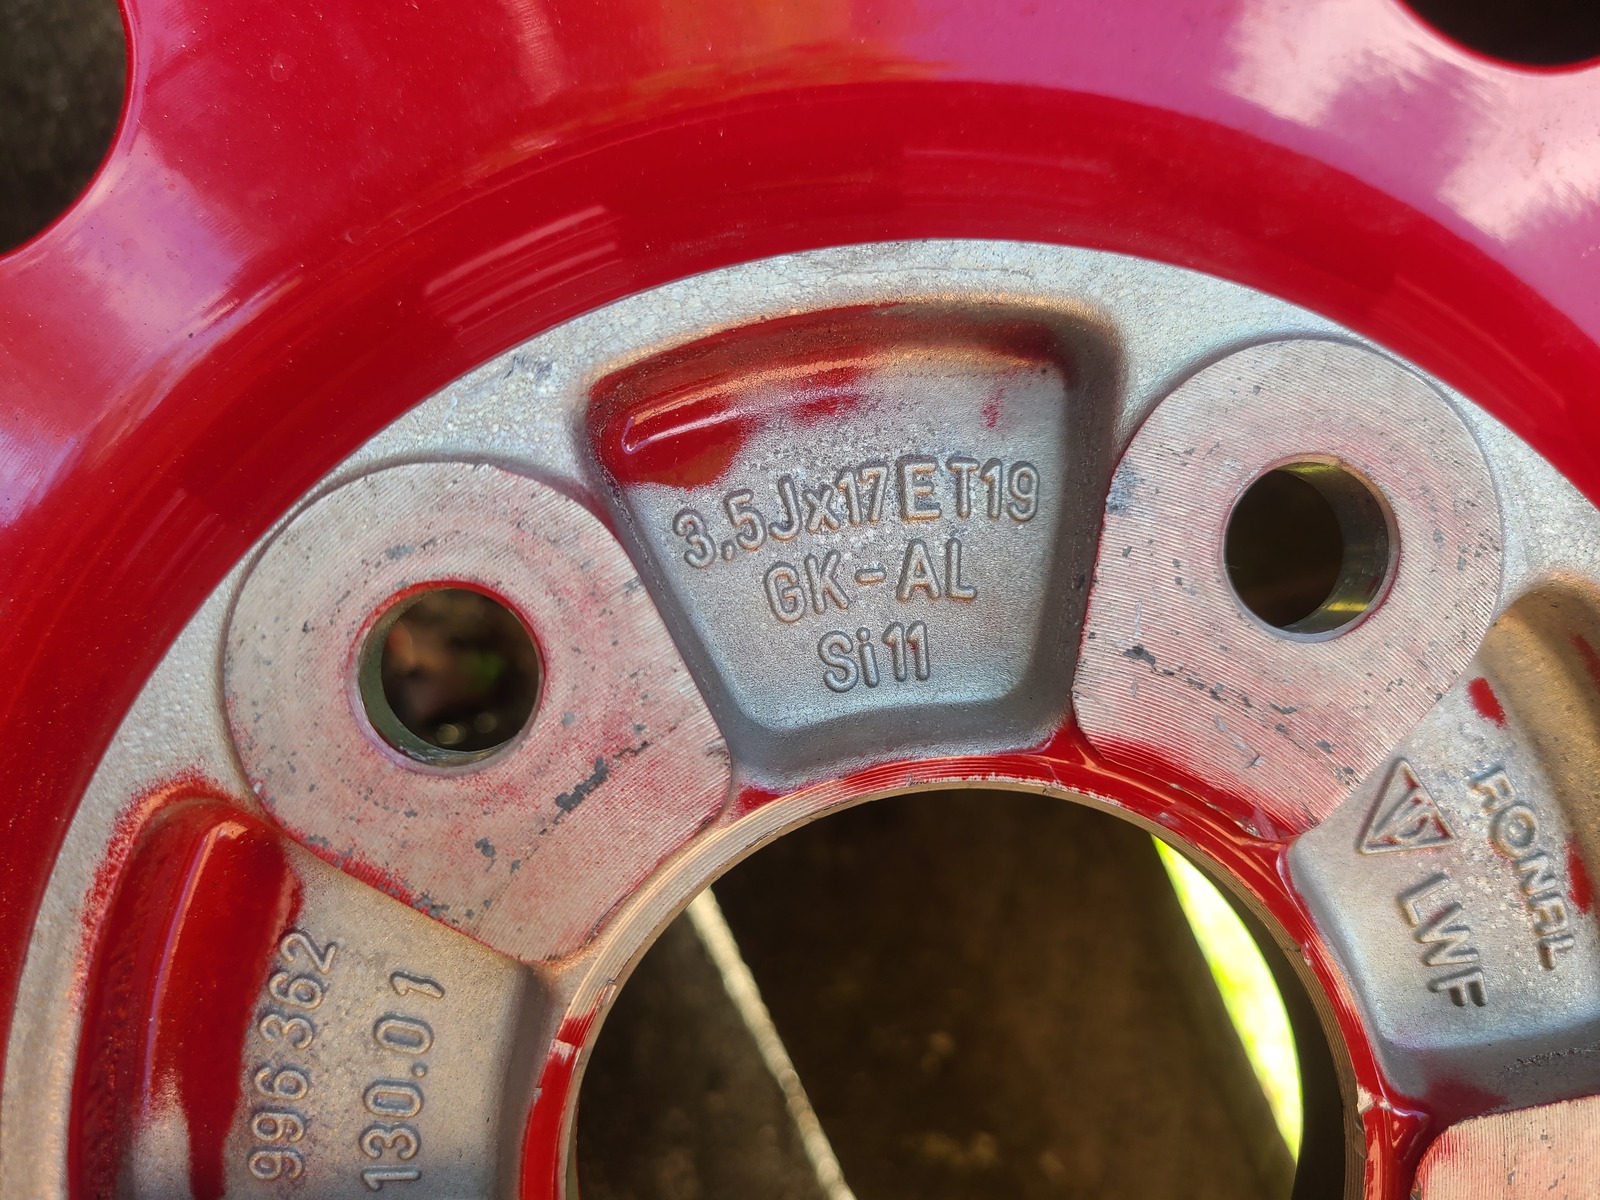 3.5Jx17ET19
GK-AL
Si11
996.362
130.01
RONAL
LWF